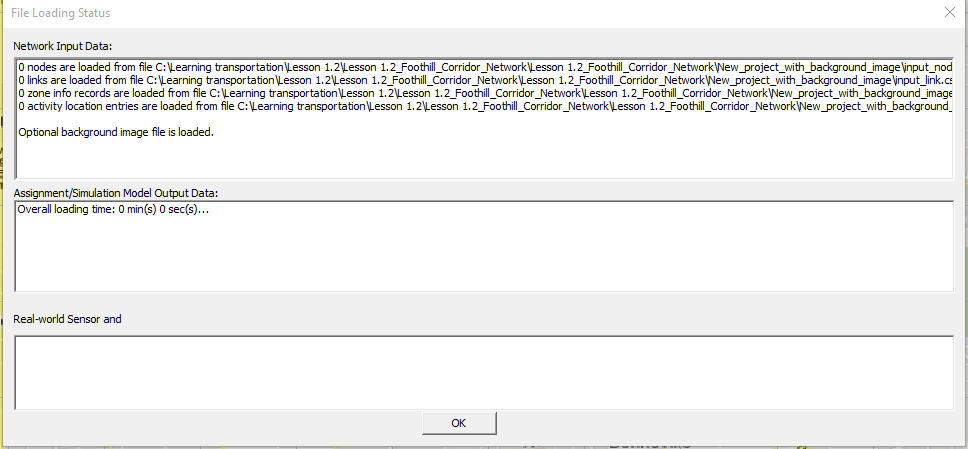 File Loading Status
Network Input Data:
0 nodes are loaded from file C:\Learning transportation\Lesson 1.2\Lesson 1.2_Foothill_Corridor_Network\Lesson 1.2_Foothill_Corridor_Network\New_project_with_background_image\input_nod
0 links are loaded from file C:\Learning transportation\Lesson 1.2\Lesson 1.2_Foothill_Corridor_Network\Lesson 1.2_Foothill_Corridor_Network\New_project_with_background_image\input_link.cs
0 zone info records are loaded from file C:\Learning transportation\Lesson 1.2\Lesson 1.2_Foothill_Corridor_Network\Lesson 1.2_Foothill_Corridor_Network\New_project_with_background_image
0 activity location entries are loaded from file C:\Learning transportation\Lesson 1.2\Lesson 1.2_Foothill_Corridor_Network\Lesson 1.2_Foothill_Corridor_Network\New_project_with_background_
Optional background image file is loaded.
Assignment/Simulation Model Output Data:
Overall loading time: 0 min(s) 0 sec(s)...
Real-world Sensor and
OK